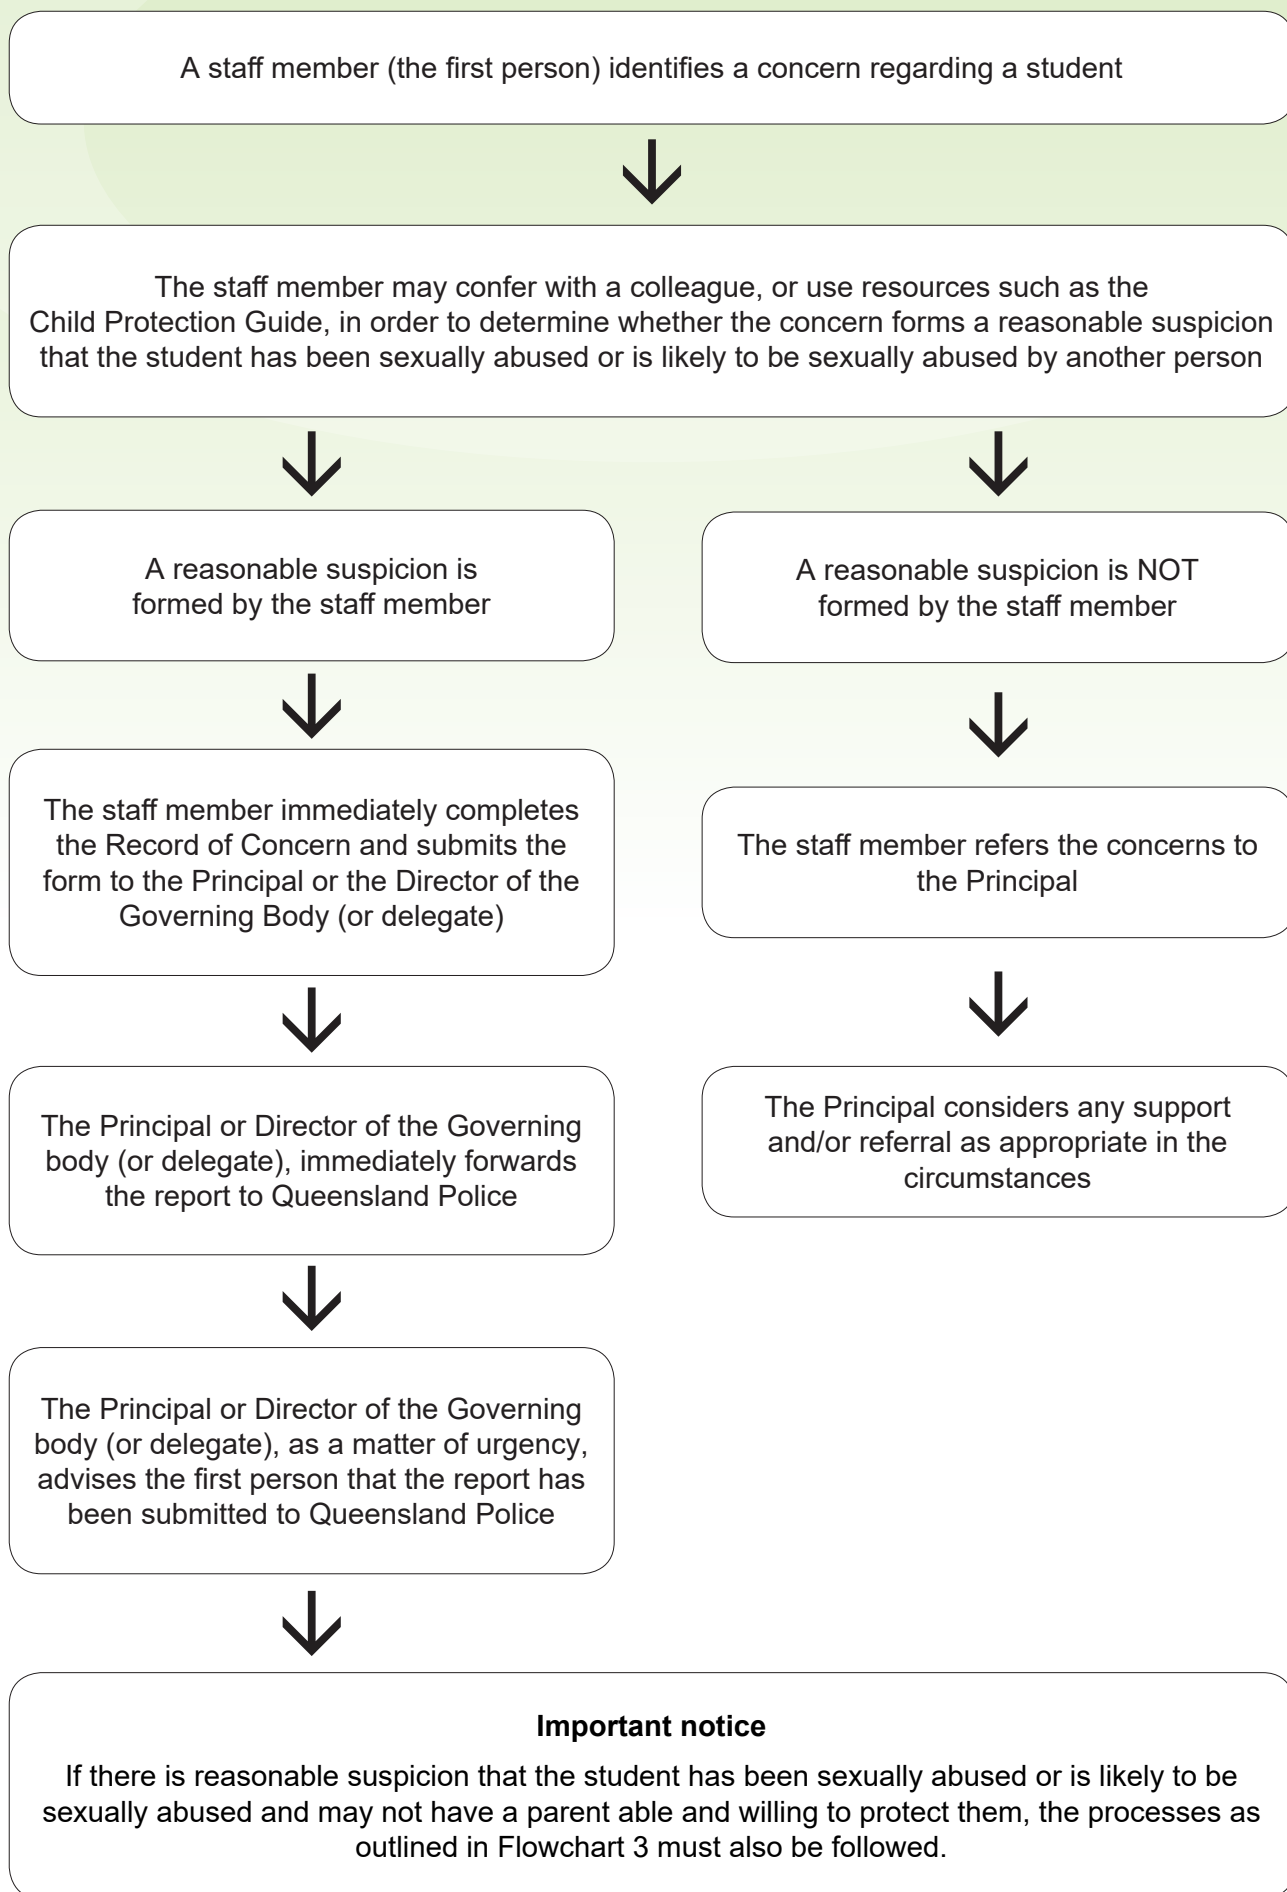 A staff member (the first person) identifies a concern regarding a student
The staff member may confer with a colleague, or use resources such as the
Child Protection Guide, in order to determine whether the concern forms a reasonable suspicion
that the student has been sexually abused or is likely to be sexually abused by another person
A reasonable suspicion is
formed by the staff member
A reasonable suspicion is NOT
formed by the staff member
The staff member immediately completes
the Record of Concern and submits the
form to the Principal or the Director of the
Governing Body (or delegate)
The staff member refers the concerns to
the Principal
The Principal or Director of the Governing
body (or delegate), immediately forwards
the report to Queensland Police
The Principal considers any support
and/or referral as appropriate in the
circumstances
The Principal or Director of the Governing
body (or delegate), as a matter of urgency,
advises the first person that the report has
been submitted to Queensland Police
Important notice
If there is reasonable suspicion that the student has been sexually abused or is likely to be
sexually abused and may not have a parent able and willing to protect them, the processes as
outlined in Flowchart 3 must also be followed.